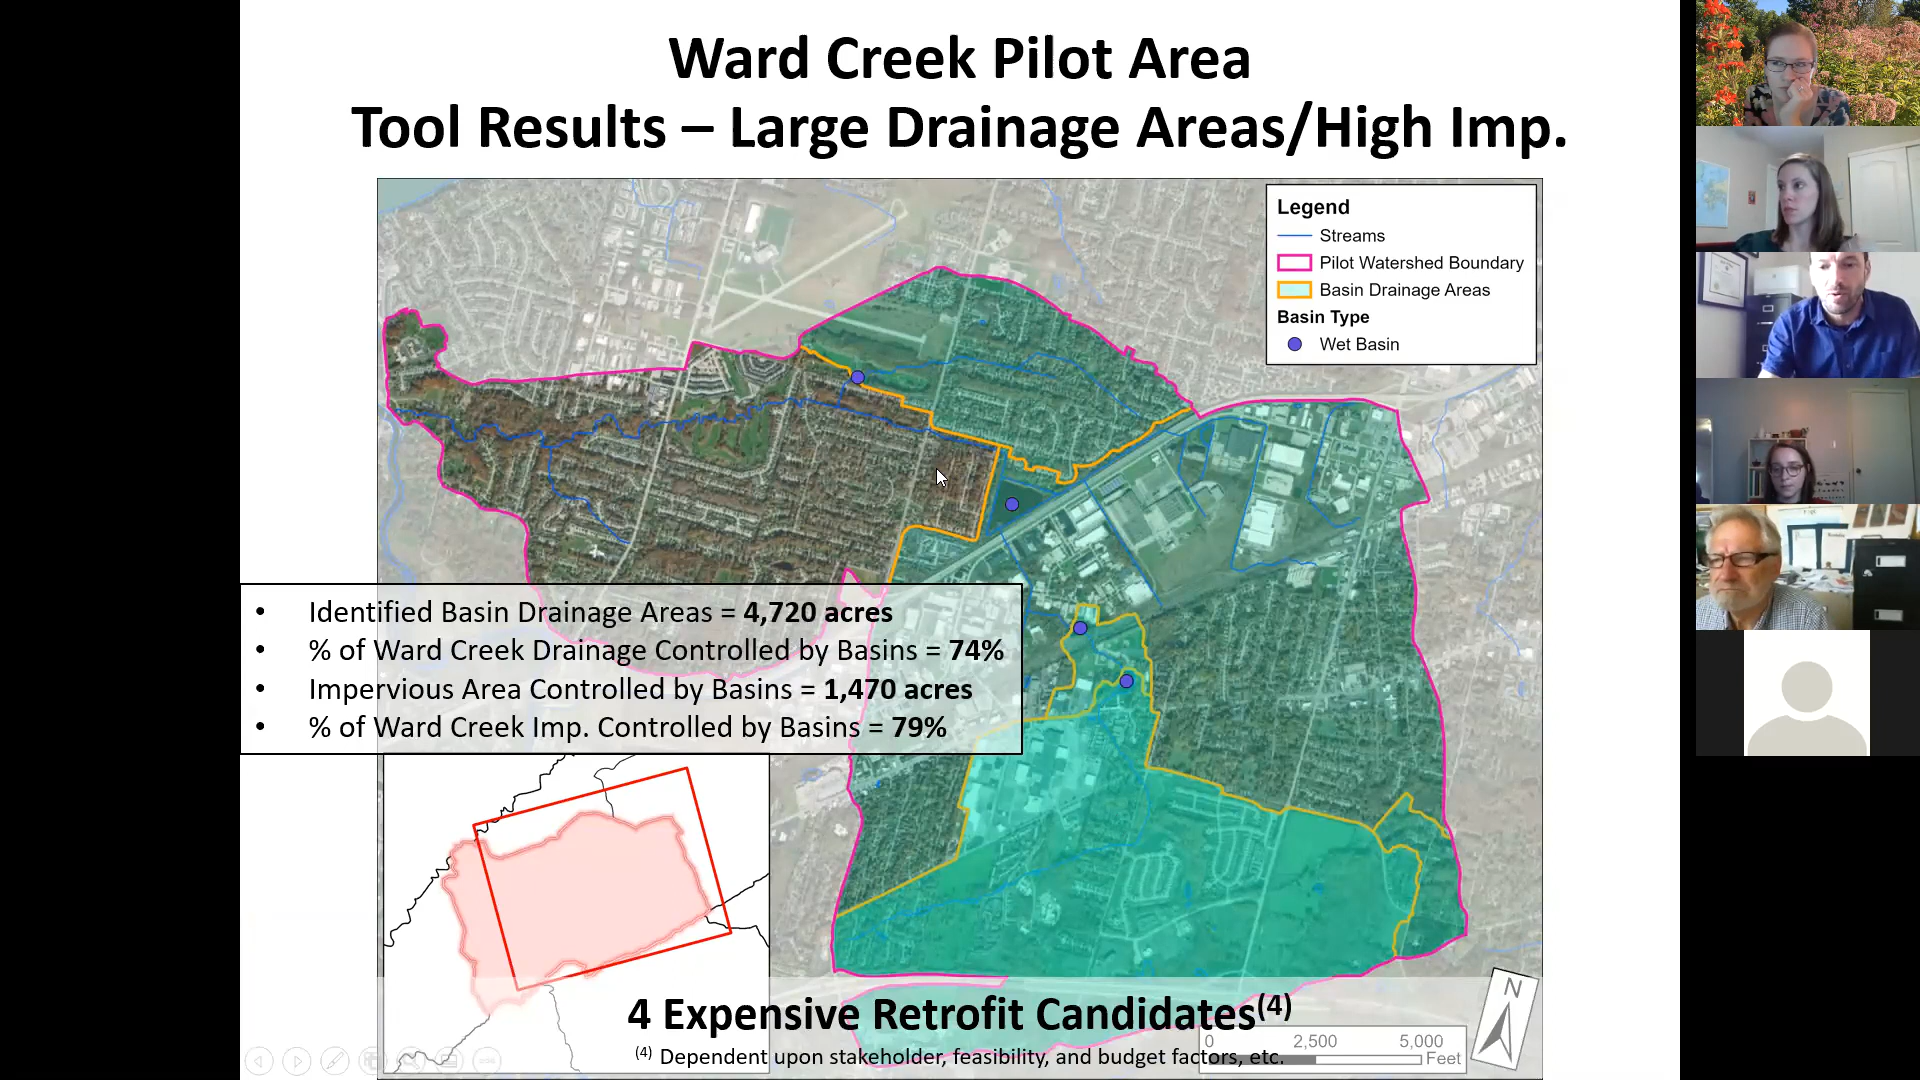 Ward Creek Pilot Area
Tool Results – Large Drainage Areas/High Imp.
Legend
Streams
Pilot Watershed Boundary
Basin Drainage Areas
Basin Type
Wet Basin
• Identified Basin Drainage Areas = 4,720 acres
• % of Ward Creek Drainage Controlled by Basins = 74%
• Impervious Area Controlled by Basins = 1,470 acres
• % of Ward Creek Imp. Controlled by Basins = 79%
4 Expensive Retrofit Candidates(4)
(4) Dependent upon stakeholder, feasibility, and budget factors, etc.
0 2,500 5,000
Feet
N